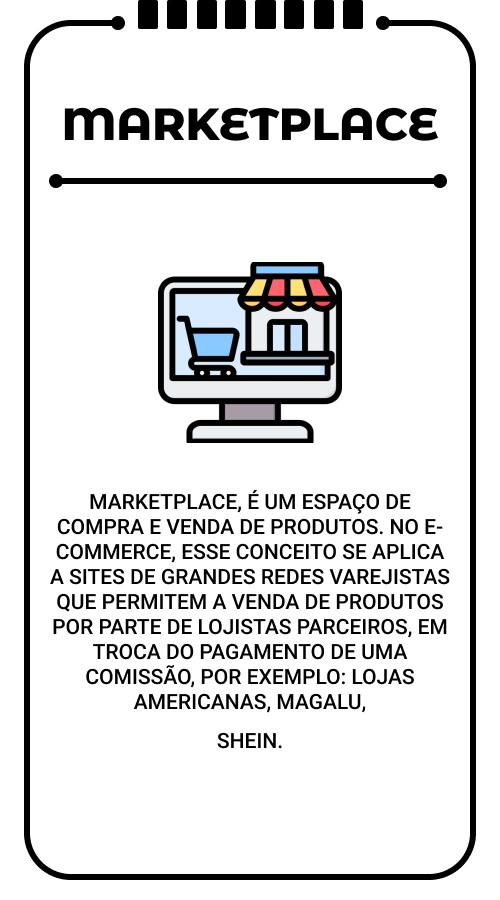 MARKETPLACE
MARKETPLACE, É UM ESPAÇO DE
COMPRA E VENDA DE PRODUTOS. NO E-
COMMERCE, ESSE CONCEITO SE APLICA
A SITES DE GRANDES REDES VAREJISTAS
QUE PERMITEM A VENDA DE PRODUTOS
POR PARTE DE LOJISTAS PARCEIROS, EM
TROCA DO PAGAMENTO DE UMA
COMISSÃO, POR EXEMPLO: LOJAS
AMERICANAS, MAGALU,
SHEIN.